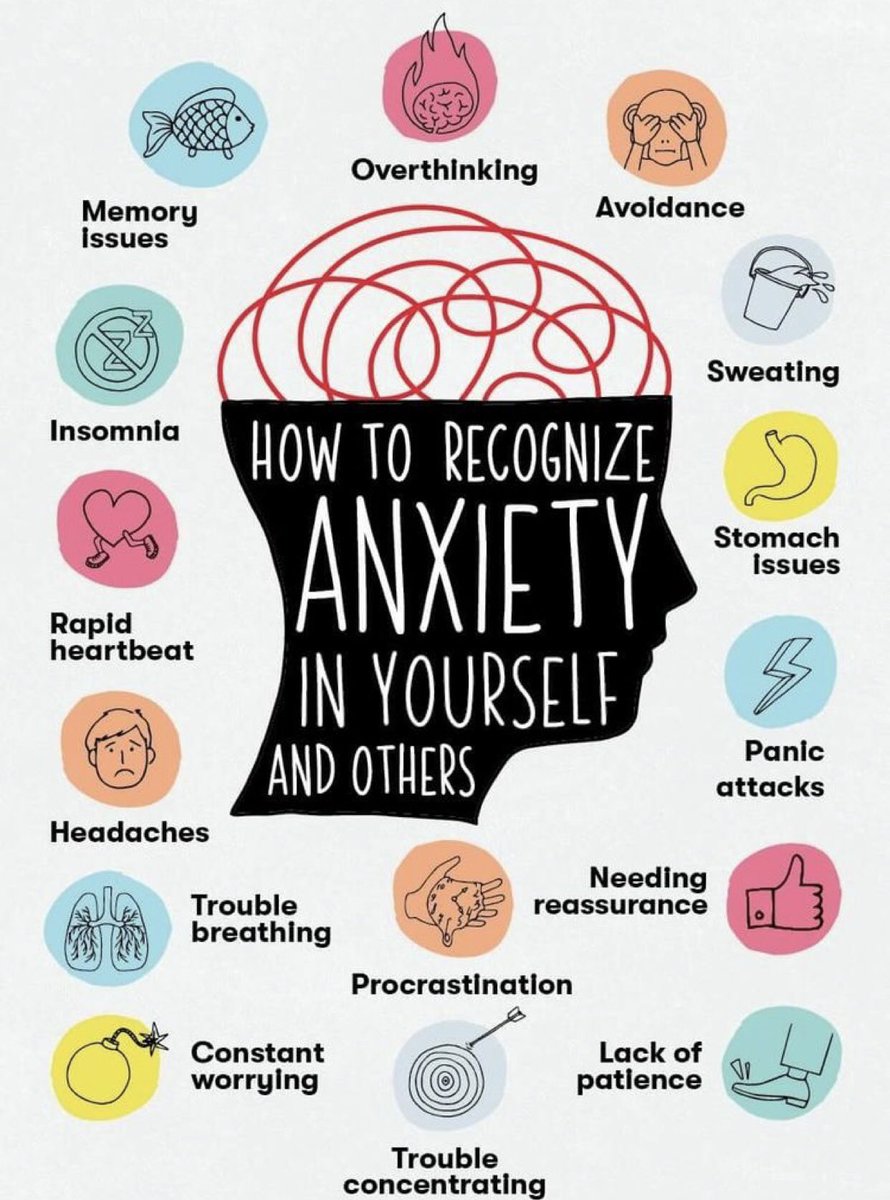 Overthinking
Memory
issues
Avoidance
Sweating
Insomnia
HOW TO RECOGNIZE
ANXIETY
IN YOURSELF
AND OTHERS
Stomach
issues
Rapid
heartbeat
Panic
attacks
Headaches
Trouble
breathing
Needing
reassurance
Procrastination
Constant
worrying
Lack of
patience
Trouble
concentrating